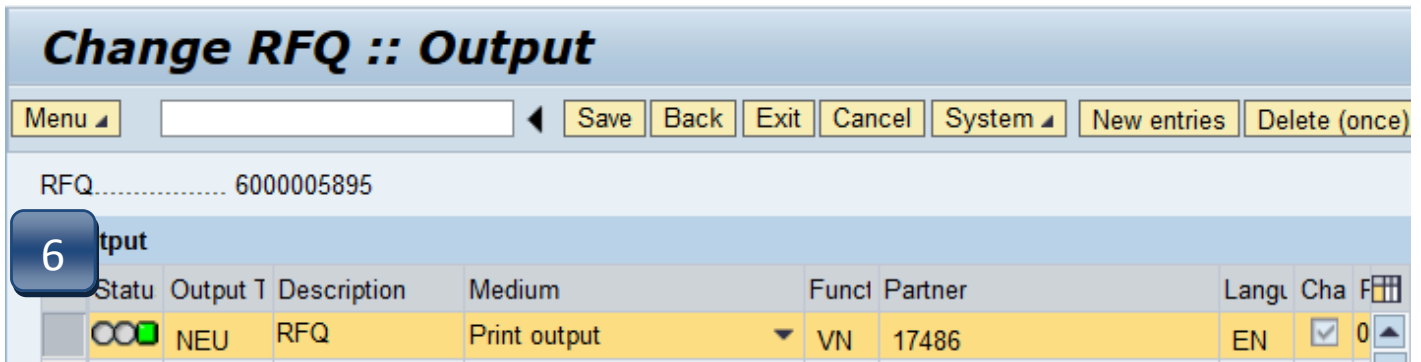 Change RFQ :: Output
Menu Save Back Exit Cancel System New entries Delete (once)
RFQ................. 6000005895
6 tput
Statu Output T Description Medium Funct Partner Langu Cha F
NEU RFQ Print output VN 17486 EN 0